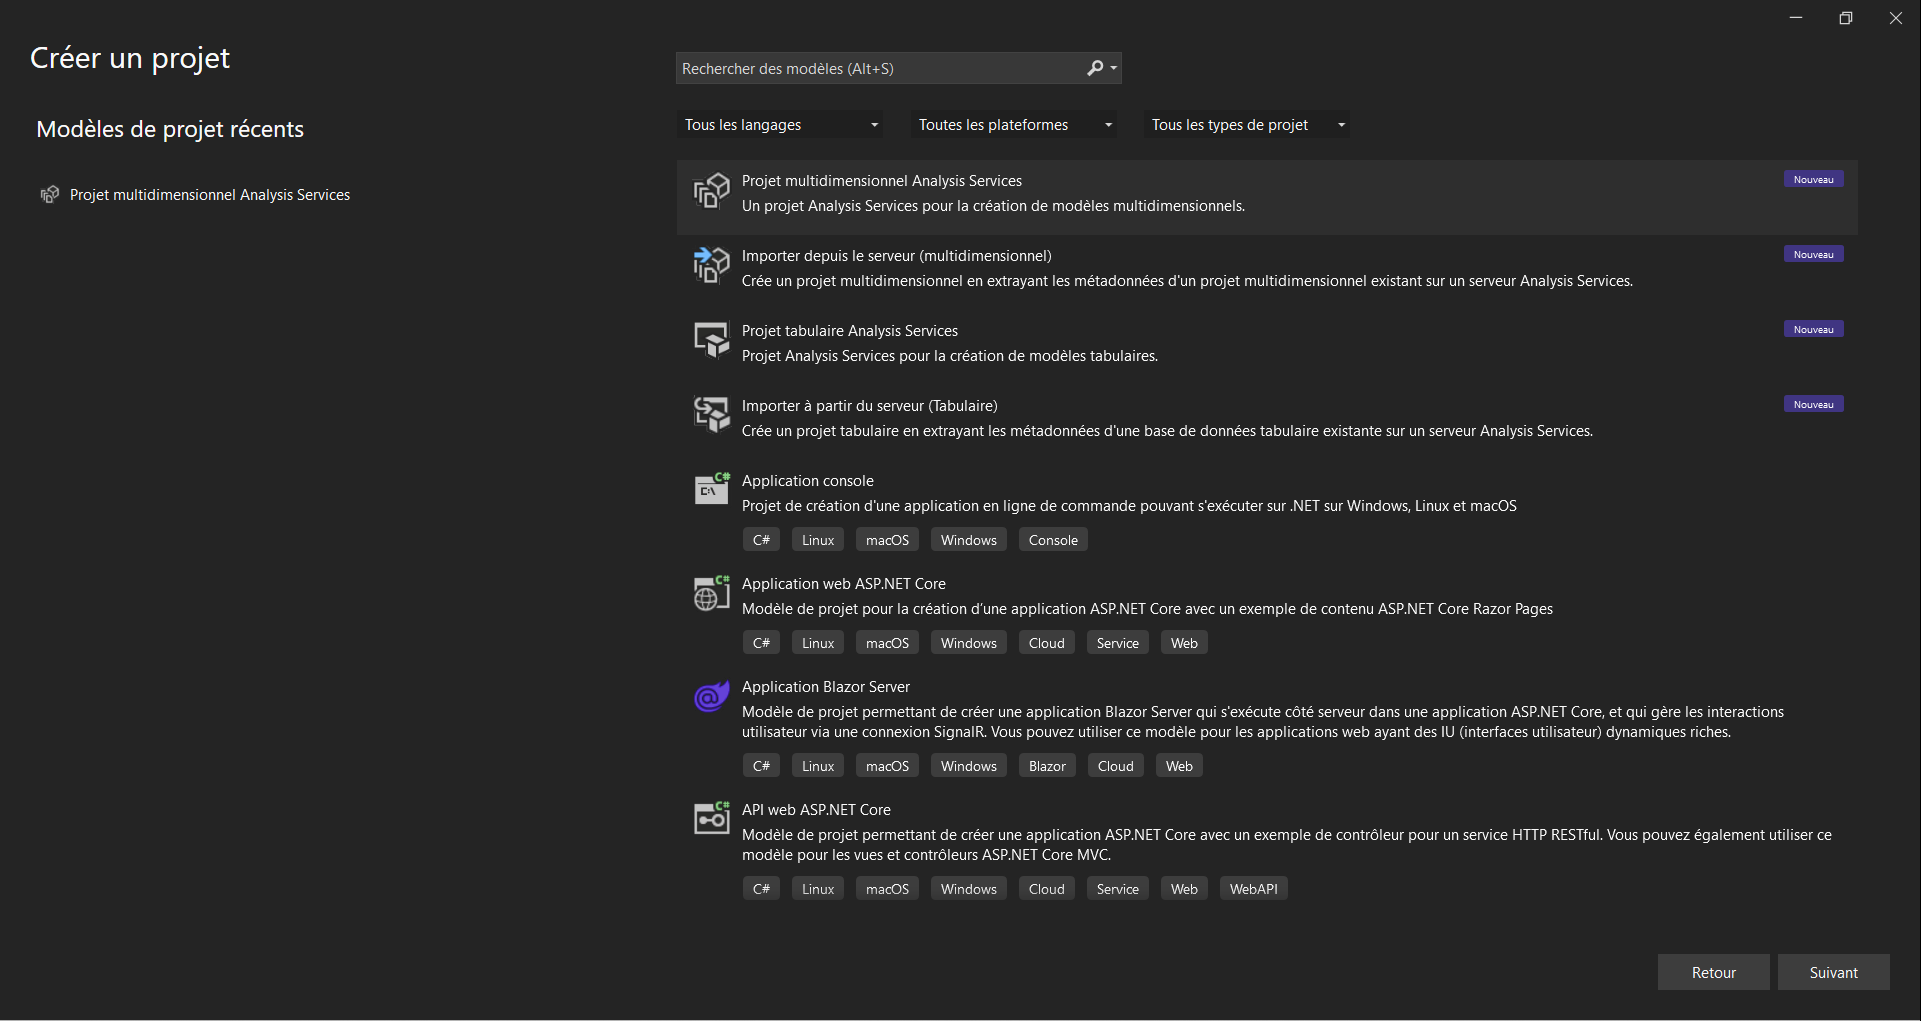 Créer un projet
Rechercher des modèles (Alt+S)
Modèles de projet récents
Tous les langages
Toutes les plateformes
Tous les types de projet
Projet multidimensionnel Analysis Services
Projet multidimensionnel Analysis Services
Nouveau
Un projet Analysis Services pour la création de modèles multidimensionnels.
Importer depuis le serveur (multidimensionnel)
Nouveau
Crée un projet multidimensionnel en extrayant les métadonnées d'un projet multidimensionnel existant sur un serveur Analysis Services.
Projet tabulaire Analysis Services
Nouveau
Projet Analysis Services pour la création de modèles tabulaires.
Importer à partir du serveur (Tabulaire)
Nouveau
Crée un projet tabulaire en extrayant les métadonnées d'une base de données tabulaire existante sur un serveur Analysis Services.
C#
C:\
Application console
Projet de création d'une application en ligne de commande pouvant s'exécuter sur .NET sur Windows, Linux et macOS
C# Linux macOS Windows Console
C#
Application web ASP.NET Core
Modèle de projet pour la création d’une application ASP.NET Core avec un exemple de contenu ASP.NET Core Razor Pages
C# Linux macOS Windows Cloud Service Web
@
Application Blazor Server
Modèle de projet permettant de créer une application Blazor Server qui s'exécute côté serveur dans une application ASP.NET Core, et qui gère les interactions
utilisateur via une connexion SignalR. Vous pouvez utiliser ce modèle pour les applications web ayant des IU (interfaces utilisateur) dynamiques riches.
C# Linux macOS Windows Blazor Cloud Web
C#
API web ASP.NET Core
Modèle de projet permettant de créer une application ASP.NET Core avec un exemple de contrôleur pour un service HTTP RESTful. Vous pouvez également utiliser ce
modèle pour les vues et contrôleurs ASP.NET Core MVC.
C# Linux macOS Windows Cloud Service Web WebAPI
Retour
Suivant